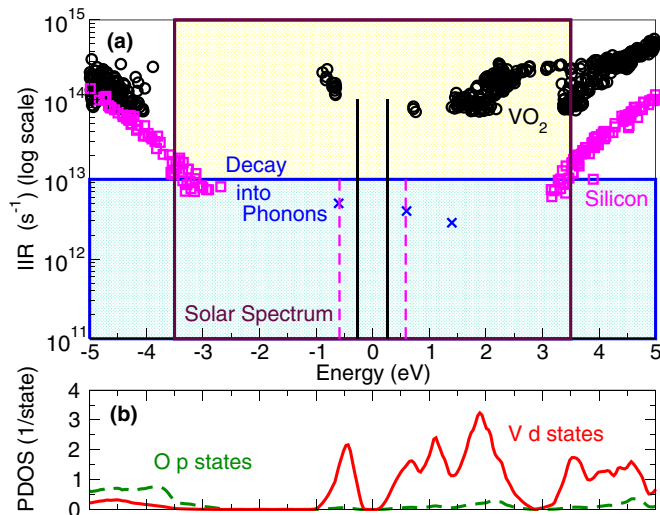 (a)
10^15
10^14
10^13
10^12
10^11
IIR (s^-1) (log scale)
VO2
Decay
into
Phonons
Silicon
Solar Spectrum
-5 -4 -3 -2 -1 0 1 2 3 4 5
Energy (eV)
(b)
4
3
2
1
0
PDOS (1/state)
O p states
V d states